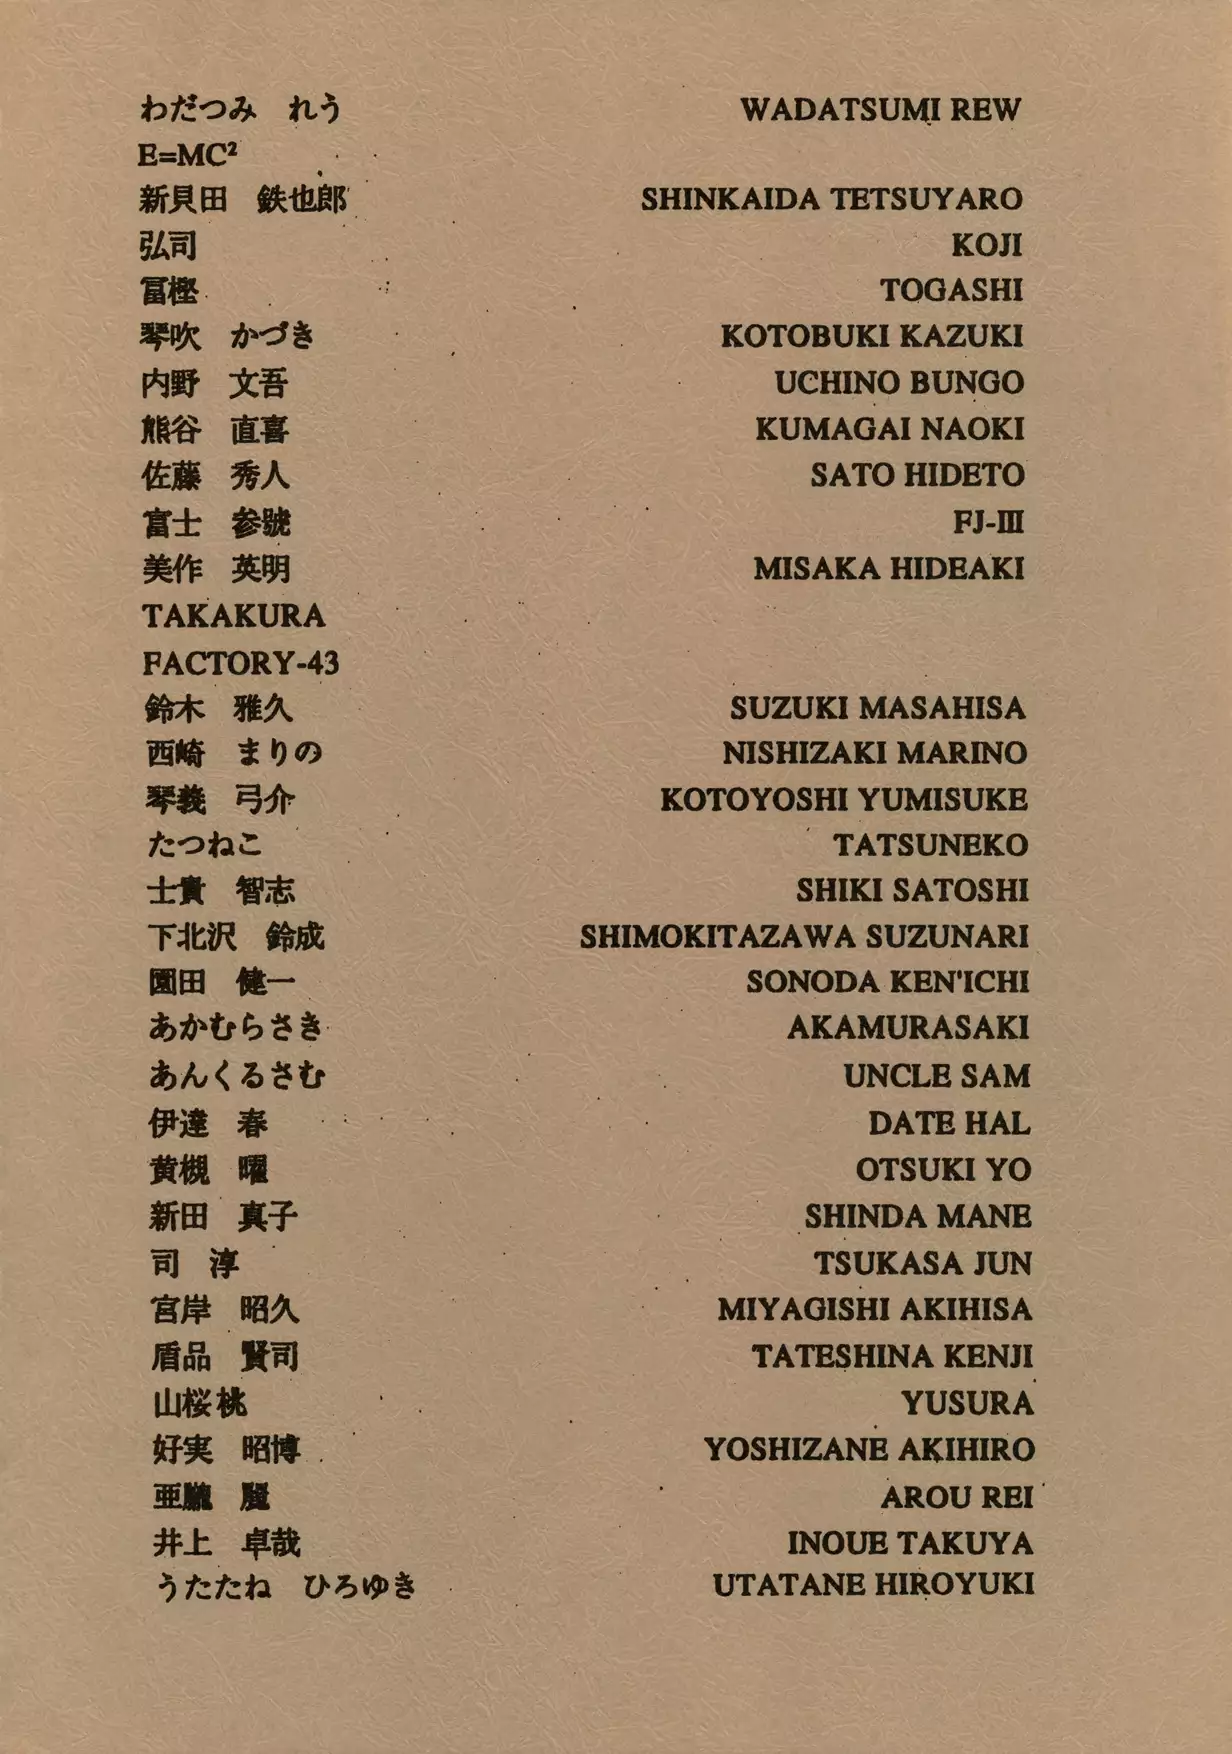 わだつみ　れう　WADATSUMI REW
E=MC²
新貝田　鉄也郎　SHINKAIDA TETSUYARO
弘司　KOJI
冨樫　TOGASHI
琴吹　かづき　KOTOBUKI KAZUKI
内野　文吾　UCHINO BUNGO
熊谷　直喜　KUMAGAI NAOKI
佐藤　秀人　SATO HIDETO
富士　参號　FJ-III
美作　英明　MISAKA HIDEAKI
TAKAKURA
FACTORY-43
鈴木　雅久　SUZUKI MASAHISA
西崎　まりの　NISHIZAKI MARINO
琴義　弓介　KOTOYOSHI YUMISUKE
たつねこ　TATSUNEKO
士貴　智志　SHIKI SATOSHI
下北沢　鈴成　SHIMOKITAZAWA SUZUNARI
園田　健一　SONODA KEN'ICHI
あかむらさき　AKAMURASAKI
あんくるさむ　UNCLE SAM
伊達　春　DATE HAL
黄槻　曜　OTSUKI YO
新田　真子　SHINDA MANE
司　淳　TSUKASA JUN
宮岸　昭久　MIYAGISHI AKIHISA
盾品　賢司　TATESHINA KENJI
山桜桃　YUSURA
好実　昭博　YOSHIZANE AKIHIRO
亜朧　麗　AROU REI
井上　卓哉　INOUE TAKUYA
うたたね　ひろゆき　UTATANE HIROYUKI